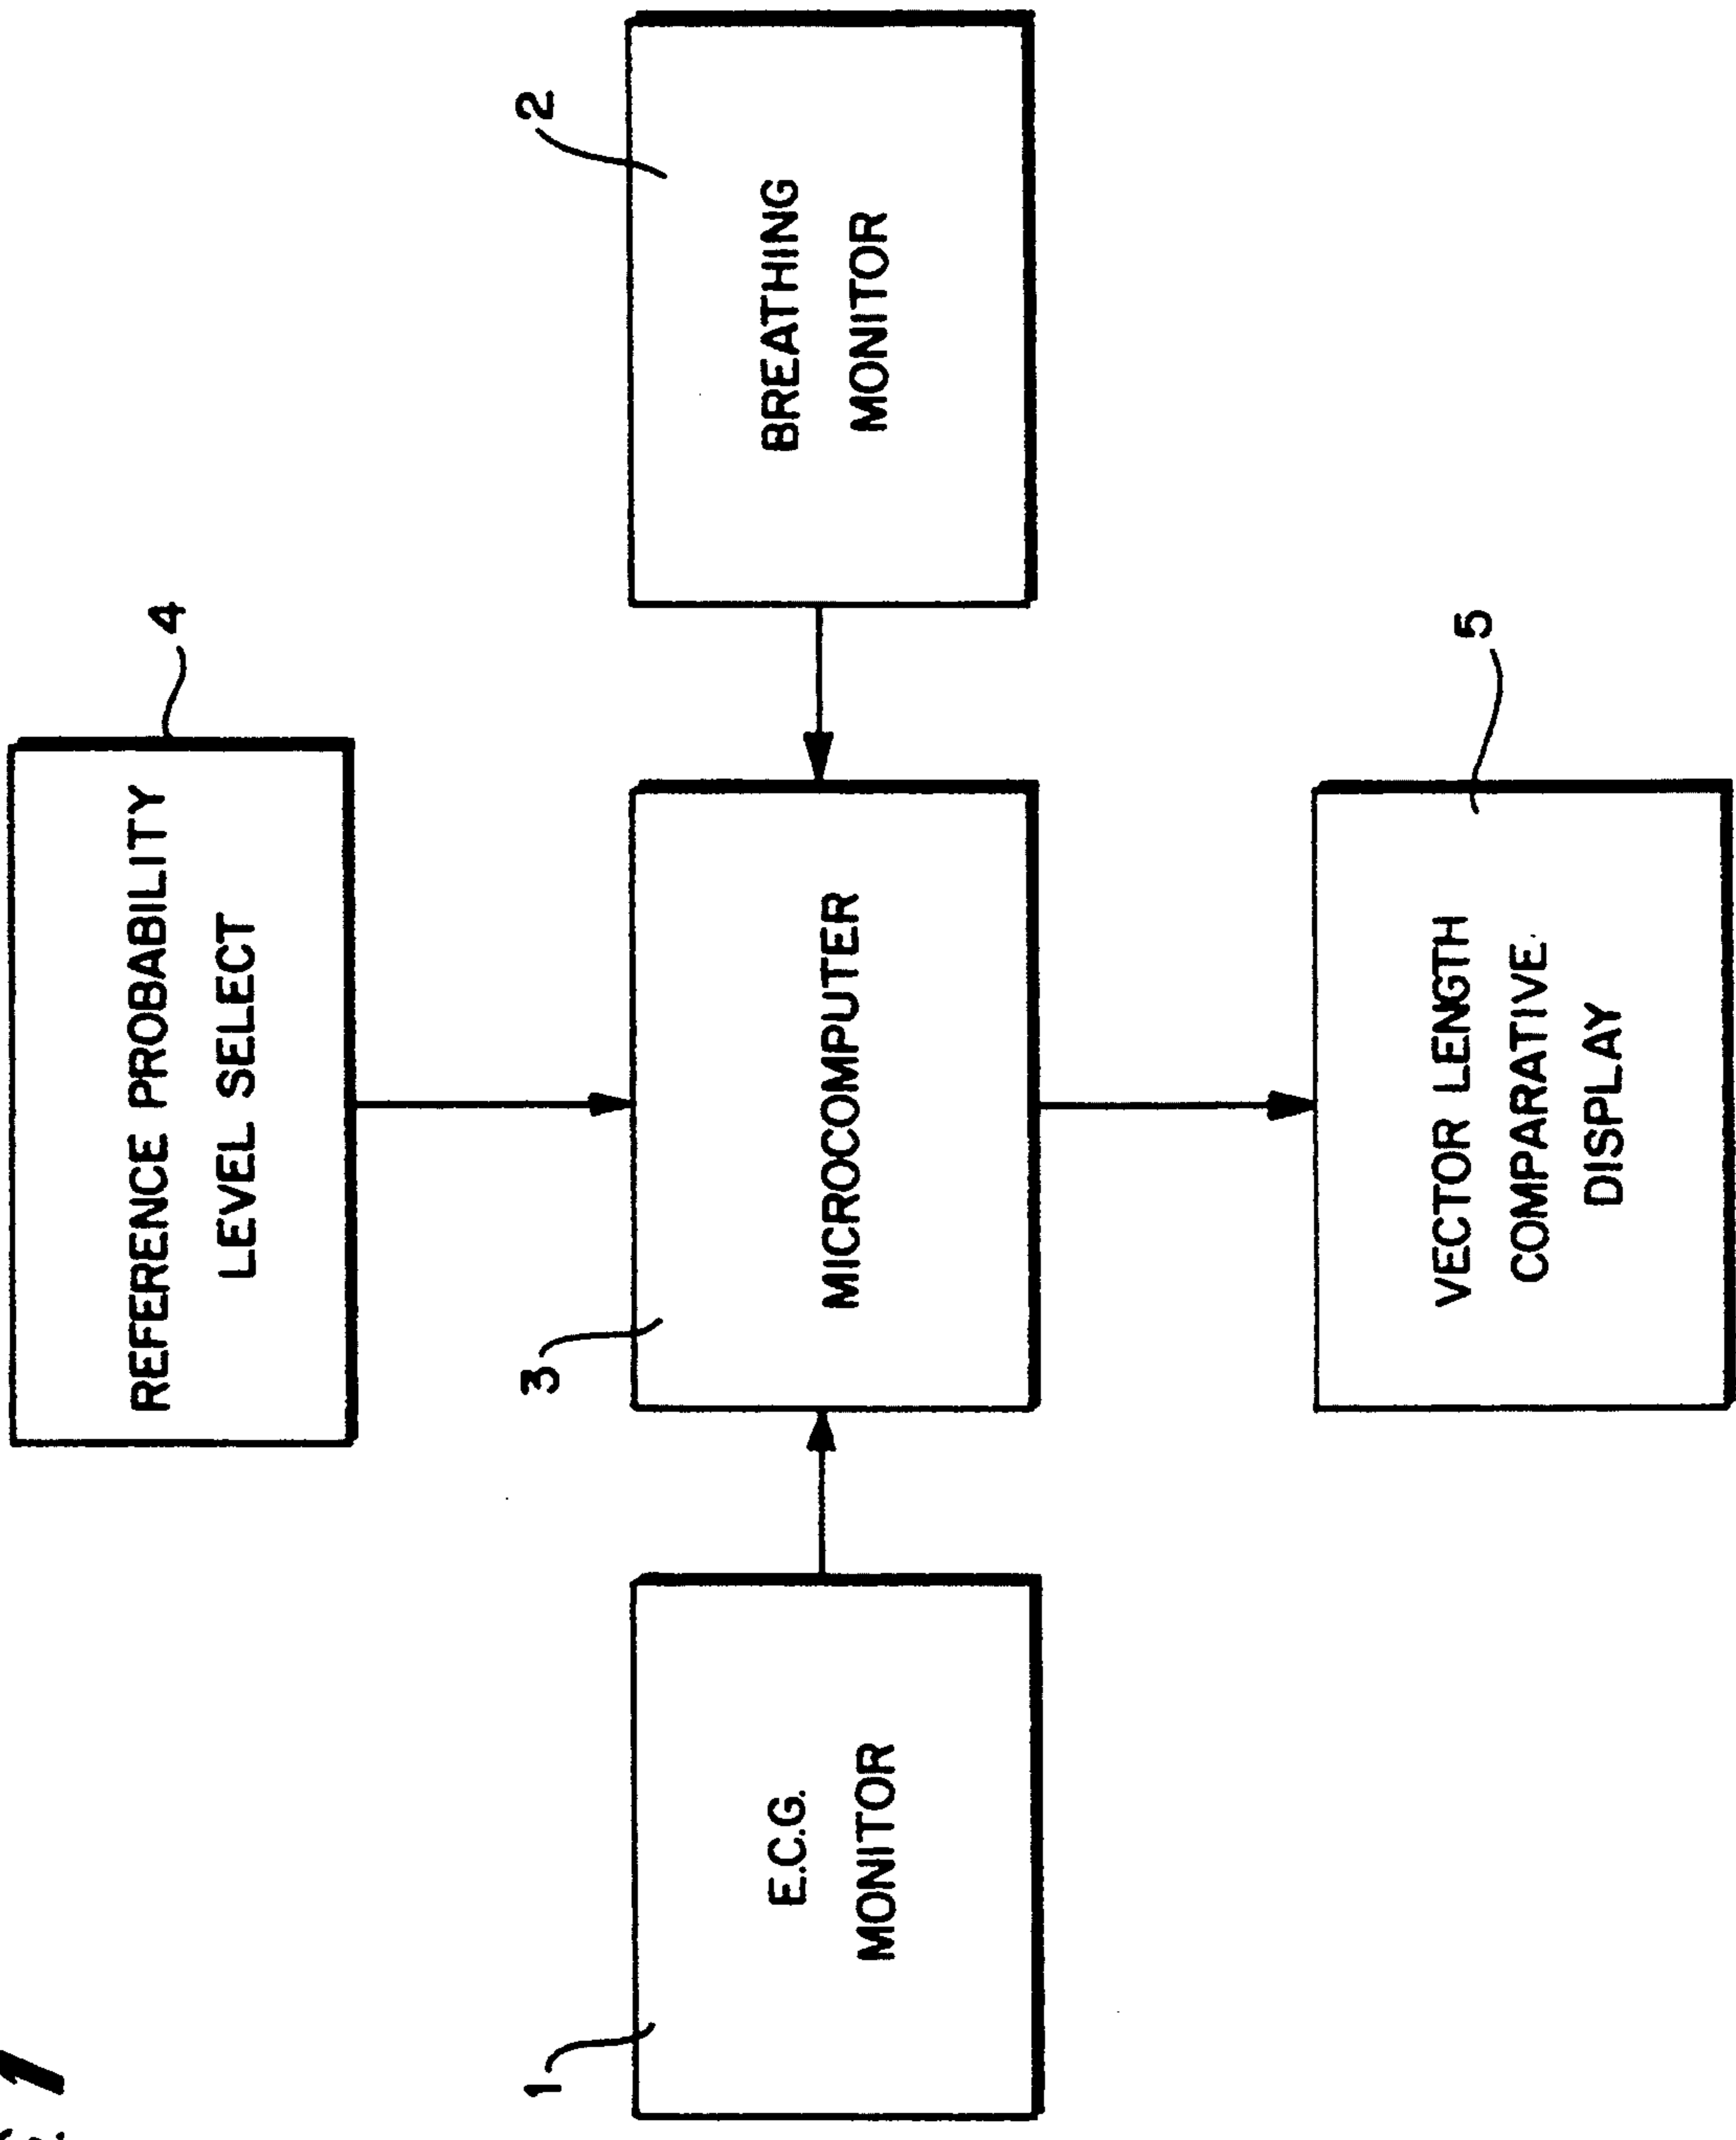 4
REFERENCE PROBABILITY
LEVEL SELECT
1
E.C.G.
MONITOR
3
MICROCOMPUTER
2
BREATHING
MONITOR
5
VECTOR LENGTH
COMPARATIVE.
DISPLAY